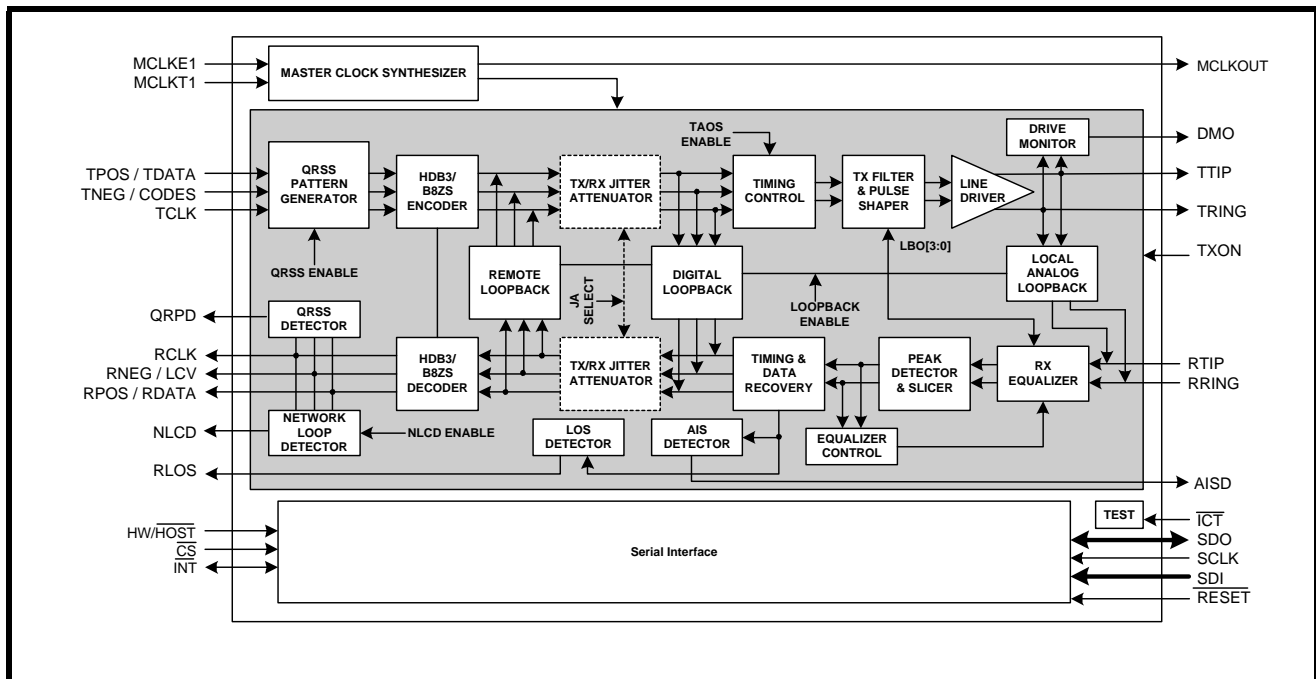 MCLKE1
MCLKT1
MASTER CLOCK SYNTHESIZER
MCLKOUT
TAOS
ENABLE
DRIVE
MONITOR
DMO
TPOS / TDATA
TNEG / CODES
TCLK
QRSS
PATTERN
GENERATOR
HDB3/
B8ZS
ENCODER
TX/RX JITTER
ATTENUATOR
TIMING
CONTROL
TX FILTER
& PULSE
SHAPER
LINE
DRIVER
TTIP
TRING
TXON
QRSS ENABLE
REMOTE
LOOPBACK
JA
SELECT
DIGITAL
LOOPBACK
LOOPBACK
ENABLE
LBO[3:0]
LOCAL
ANALOG
LOOPBACK
QRPD
RCLK
RNEG / LCV
RPOS / RDATA
QRSS
DETECTOR
HDB3/
B8ZS
DECODER
TX/RX JITTER
ATTENUATOR
TIMING &
DATA
RECOVERY
PEAK
DETECTOR
& SLICER
RX
EQUALIZER
RTIP
RRING
NLCD
NETWORK
LOOP
DETECTOR
NLCD ENABLE
LOS
DETECTOR
AIS
DETECTOR
EQUALIZER
CONTROL
RLOS
AISD
HW/HOST
CS
INT
Serial Interface
TEST
ICT
SDO
SCLK
SDI
RESET